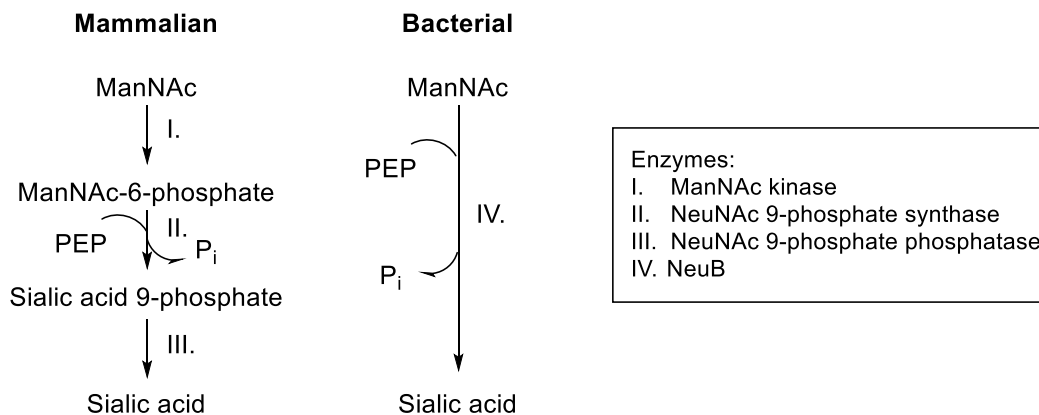 Mammalian
ManNAc
I.
ManNAc-6-phosphate
II.
PEP
Pi
Sialic acid 9-phosphate
III.
Sialic acid
Bacterial
ManNAc
PEP
IV.
Pi
Sialic acid
Enzymes:
I. ManNAc kinase
II. NeuNAc 9-phosphate synthase
III. NeuNAc 9-phosphate phosphatase
IV. NeuB